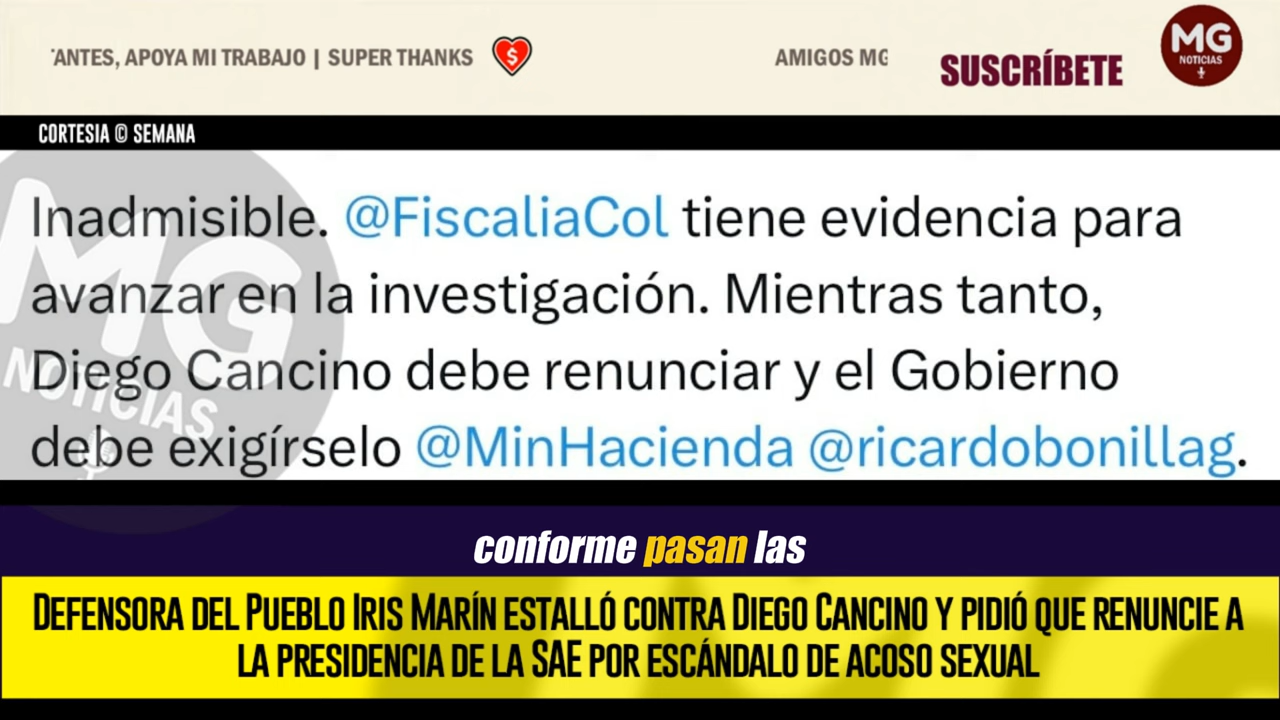 'ANTES, APOYA MI TRABAJO | SUPER THANKS
AMIGOS MG
SUSCRÍBETE
MG
NOTICIAS
CORTESIA © SEMANA
Inadmisible. @FiscaliaCol tiene evidencia para
avanzar en la investigación. Mientras tanto,
Diego Cancino debe renunciar y el Gobierno
debe exigírselo @MinHacienda @ricardobonillag.
MG
NOTICIAS
conforme pasan las
DEFENSORA DEL PUEBLO IRIS MARÍN ESTALLÓ CONTRA DIEGO CANCINO Y PIDIÓ QUE RENUNCIE A
LA PRESIDENCIA DE LA SAE POR ESCÁNDALO DE ACOSO SEXUAL